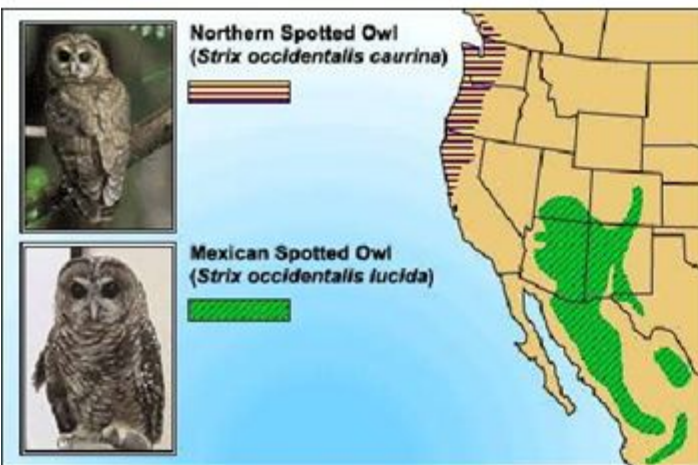 Northern Spotted Owl
(Strix occidentalis caurina)
Mexican Spotted Owl
(Strix occidentalis lucida)